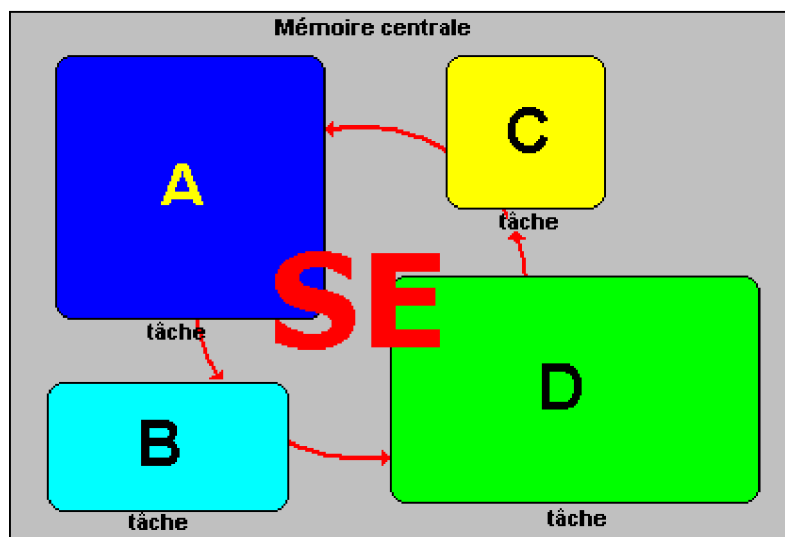 Mémoire centrale
A
tâche
C
tâche
SE
B
tâche
D
tâche